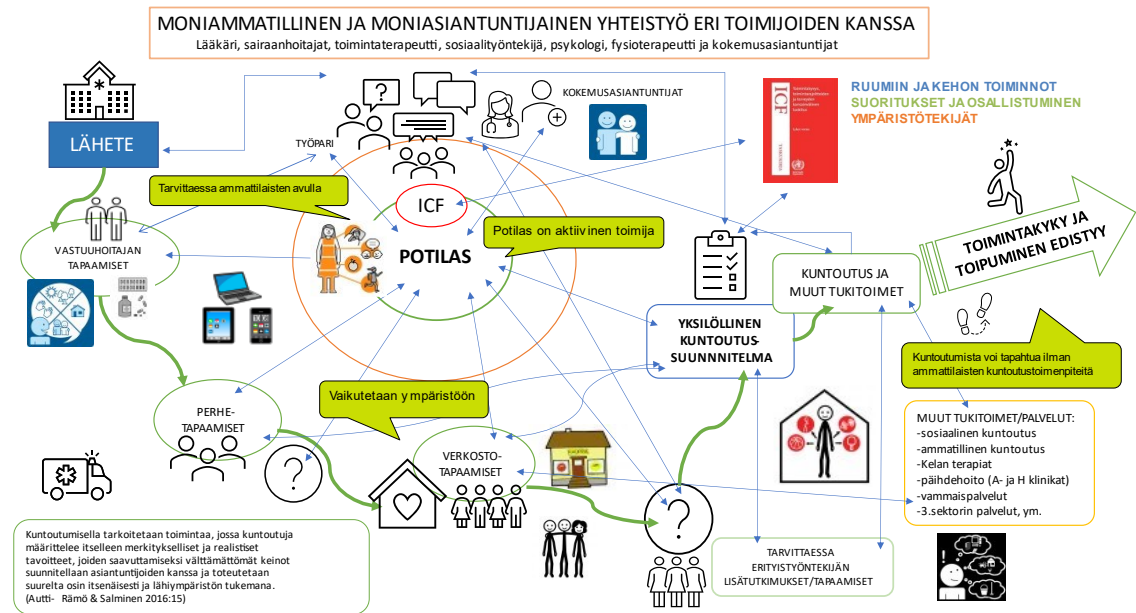 MONIAMMATILLINEN JA MONIASIANTUNTIJAINEN YHTEISTYÖ ERI TOIMIJOIDEN KANSSA
Lääkäri, sairaanhoitajat, toimintaterapeutti, sosiaalityöntekijä, psykologi, fysioterapeutti ja kokemusasiantuntijat
LÄHETE
TYÖPARI
KOKEMUSASIANTUNTIJAT
ICF
RUUMIIN JA KEHON TOIMINNOT
SUORITUKSET JA OSALLISTUMINEN
YMPÄRISTÖTEKIJÄT
Tarvittaessa ammattilaisten avulla
ICF
POTILAS
Potilas on aktiivinen toimija
VASTUUHOITAJAN
TAPAAMISET
TOIMINTAKYKY JA
TOIPUMINEN EDISTYY
KUNTOUTUS JA
MUUT TUKITOIMET
YKSILÖLLINEN
KUNTOUTUS-
SUUNNNITELMA
Kuntoutumista voi tapahtua ilman
ammattilaisten kuntoutustoimenpiteitä
Vaikutetaan ympäristöön
PERHE-
TAPAAMISET
VERKOSTO-
TAPAAMISET
MUUT TUKITOIMET/PALVELUT:
-sosiaalinen kuntoutus
-ammatillinen kuntoutus
-Kelan terapiat
-päihdehoito (A- ja H klinikat)
-vammaispalvelut
-3.sektorin palvelut, ym.
TARVITTAESSA
ERITYISTYÖNTEKIJÄN
LISÄTUTKIMUKSET/TAPAAMISET
Kuntoutumisella tarkoitetaan toimintaa, jossa kuntoutuja
määrittelee itselleen merkitykselliset ja realistiset
tavoitteet, joiden saavuttamiseksi välttämättömät keinot
suunnitellaan asiantuntijoiden kanssa ja toteutetaan
suurelta osin itsenäisesti ja lähiympäristön tukemana.
(Autti- Rämö & Salminen 2016:15)